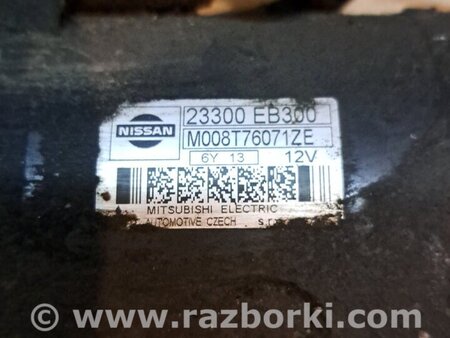 NISSAN
23300 EB300
M008T76071ZE
6Y 13 12V
MITSUBISHI ELECTRIC
AUTOMOTIVE CZECH s.r.
© www.razborki.com